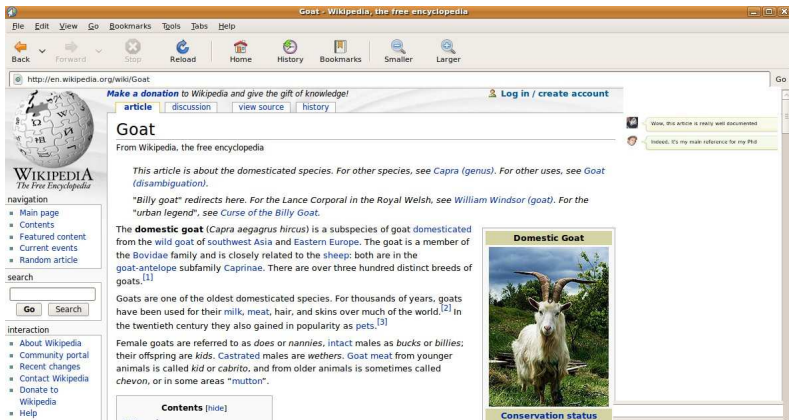 Goat - Wikipedia, the free encyclopedia
File Edit View Go Bookmarks Tools Tabs Help
Back Forward Stop Reload Home History Bookmarks Smaller Larger
http://en.wikipedia.org/wiki/Goat Go
Make a donation to Wikipedia and give the gift of knowledge! Log in / create account
article discussion view source history
WIKIPEDIA
The Free Encyclopedia
navigation
Main page
Contents
Featured content
Current events
Random article
search
Go Search
interaction
About Wikipedia
Community portal
Recent changes
Contact Wikipedia
Donate to
Wikipedia
Help
Goat
From Wikipedia, the free encyclopedia
This article is about the domesticated species. For other species, see Capra (genus). For other uses, see Goat
(disambiguation).
"Billy goat" redirects here. For the Lance Corporal in the Royal Welsh, see William Windsor (goat). For the
"urban legend", see Curse of the Billy Goat.
The domestic goat (Capra aegagrus hircus) is a subspecies of goat domesticated
from the wild goat of southwest Asia and Eastern Europe. The goat is a member of
the Bovidae family and is closely related to the sheep: both are in the
goat-antelope subfamily Caprinae. There are over three hundred distinct breeds of
goats.[1]
Goats are one of the oldest domesticated species. For thousands of years, goats
have been used for their milk, meat, hair, and skins over much of the world.[2] In
the twentieth century they also gained in popularity as pets.[3]
Female goats are referred to as does or nannies, intact males as bucks or billies;
their offspring are kids. Castrated males are wethers. Goat meat from younger
animals is called kid or cabrito, and from older animals is sometimes called
chevon, or in some areas "mutton".
Contents [hide]
Domestic Goat
Conservation status
Wow, this article is really well documented
Indeed, it's my main reference for my Phd